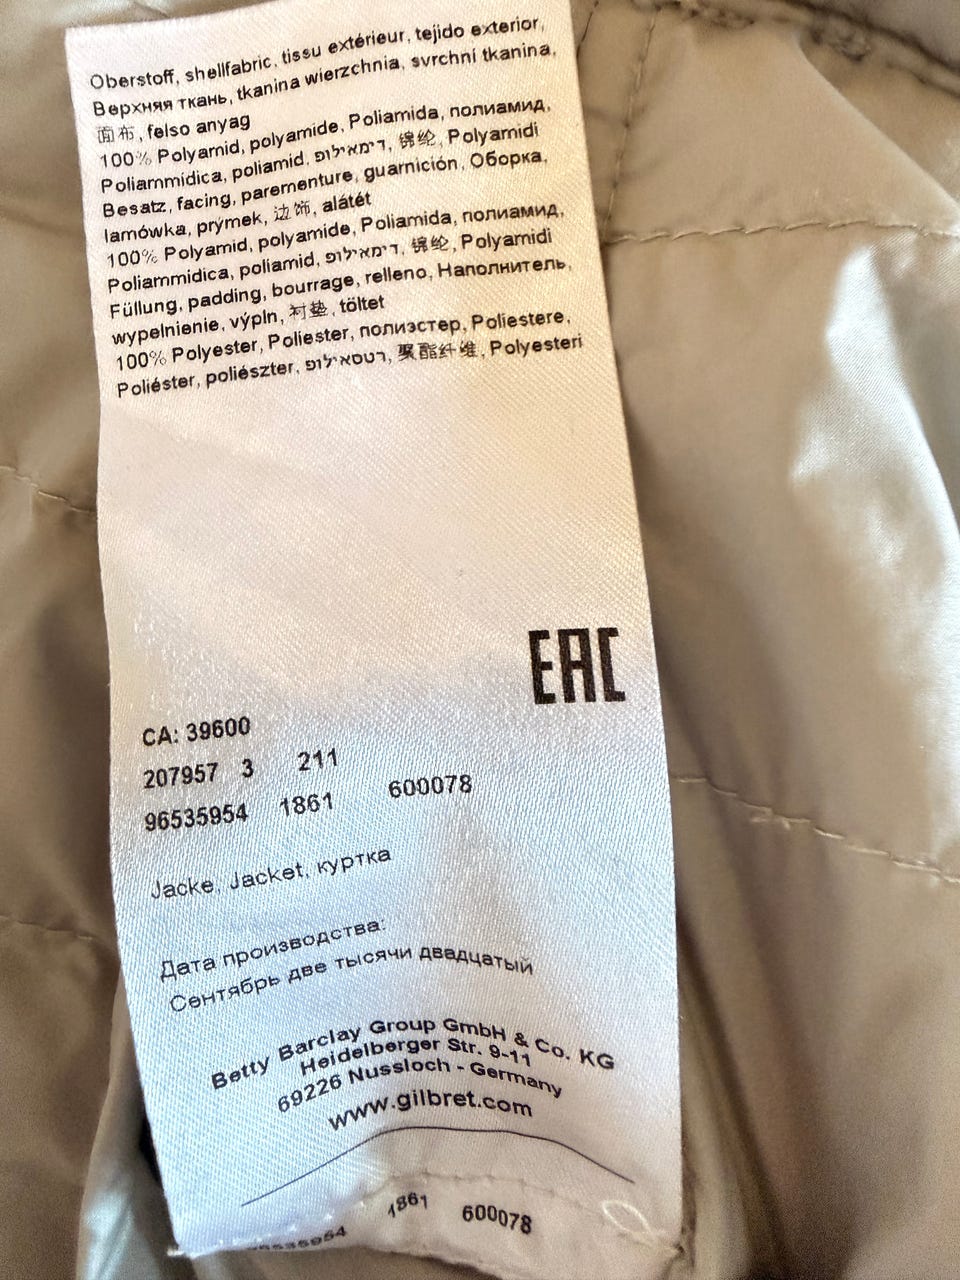 Oberstoff, shellfabric, tissu extérieur, tejido exterior,
Верхняя ткань, tkanina wierzchnia, svrchní tkanina,
面布, felso anyag
100% Polyamid, polyamide, Poliamida, полиамид,
Poliammidica, poliamid, פוליאמיד, 锦纶, Polyamidi
Besatz, facing, parementure, guarnición, Оборка,
lamówka, prýmek, 边饰, alátét
100% Polyamid, polyamide, Poliamida, полиамид,
Poliammidica, poliamid, פוליאמיד, 锦纶, Polyamidi
Füllung, padding, bourrage, relleno, Наполнитель,
wypelnienie, výpln, 衬垫, töltet
100% Polyester, Poliester, полиэстер, Poliestere,
Poliéster, poliészter, פוליאסטר, 聚酯纤维, Polyesteri
EAC
CA: 39600
207957 3 211
96535954 1861 600078
Jacke, Jacket, куртка
Дата производства:
Сентябрь две тысячи двадцатый
Betty Barclay Group GmbH & Co. KG
Heidelberger Str. 9-11
69226 Nussloch - Germany
www.gilbret.com
1861 600078